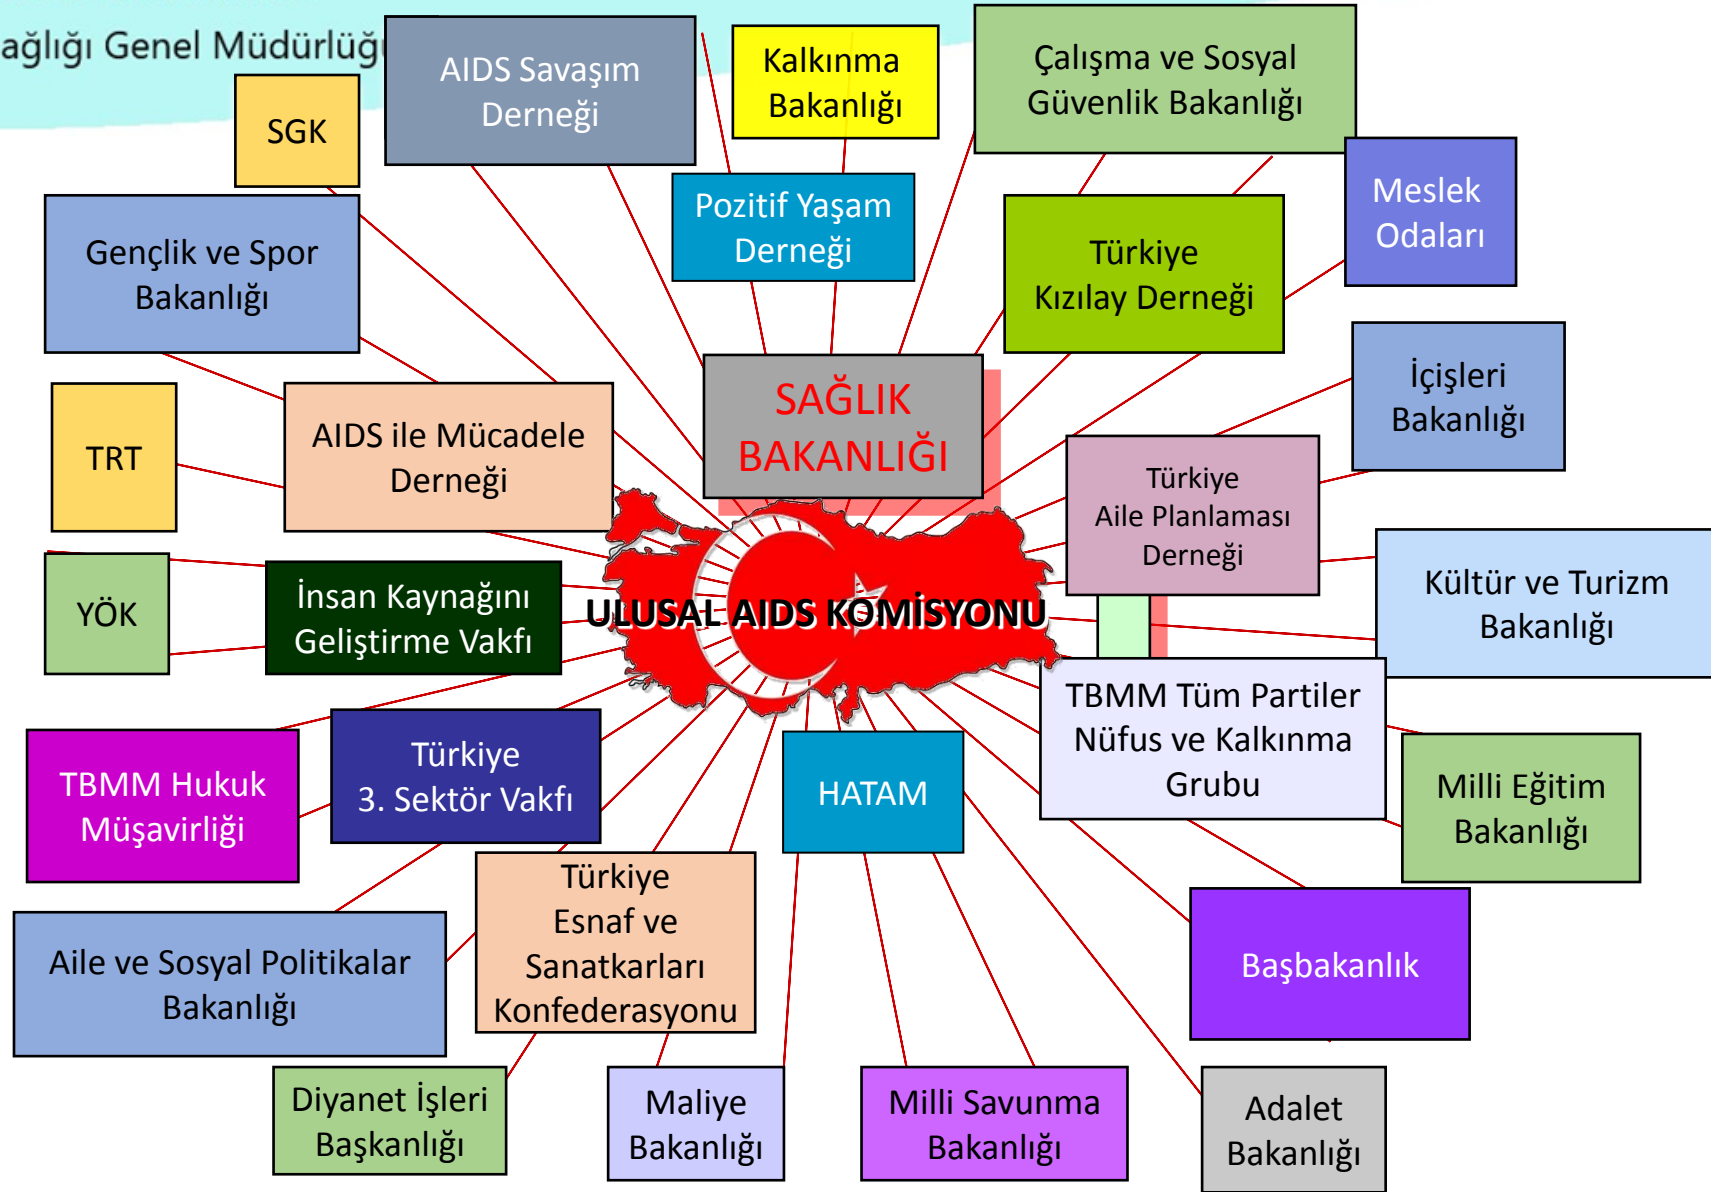 ağlığı Genel Müdürlüğü
AIDS Savaşım
Derneği
Kalkınma
Bakanlığı
Çalışma ve Sosyal
Güvenlik Bakanlığı
SGK
Meslek
Odaları
Pozitif Yaşam
Derneği
Gençlik ve Spor
Bakanlığı
Türkiye
Kızılay Derneği
SAĞLIK
BAKANLIĞI
İçişleri
Bakanlığı
TRT
AIDS ile Mücadele
Derneği
Türkiye
Aile Planlaması
Derneği
YÖK
İnsan Kaynağını
Geliştirme Vakfı
ULUSAL AIDS KOMİSYONU
Kültür ve Turizm
Bakanlığı
TBMM Tüm Partiler
Nüfus ve Kalkınma
Grubu
TBMM Hukuk
Müşavirliği
Türkiye
3. Sektör Vakfı
HATAM
Milli Eğitim
Bakanlığı
Türkiye
Esnaf ve
Sanatkarları
Konfederasyonu
Aile ve Sosyal Politikalar
Bakanlığı
Başbakanlık
Diyanet İşleri
Başkanlığı
Maliye
Bakanlığı
Milli Savunma
Bakanlığı
Adalet
Bakanlığı